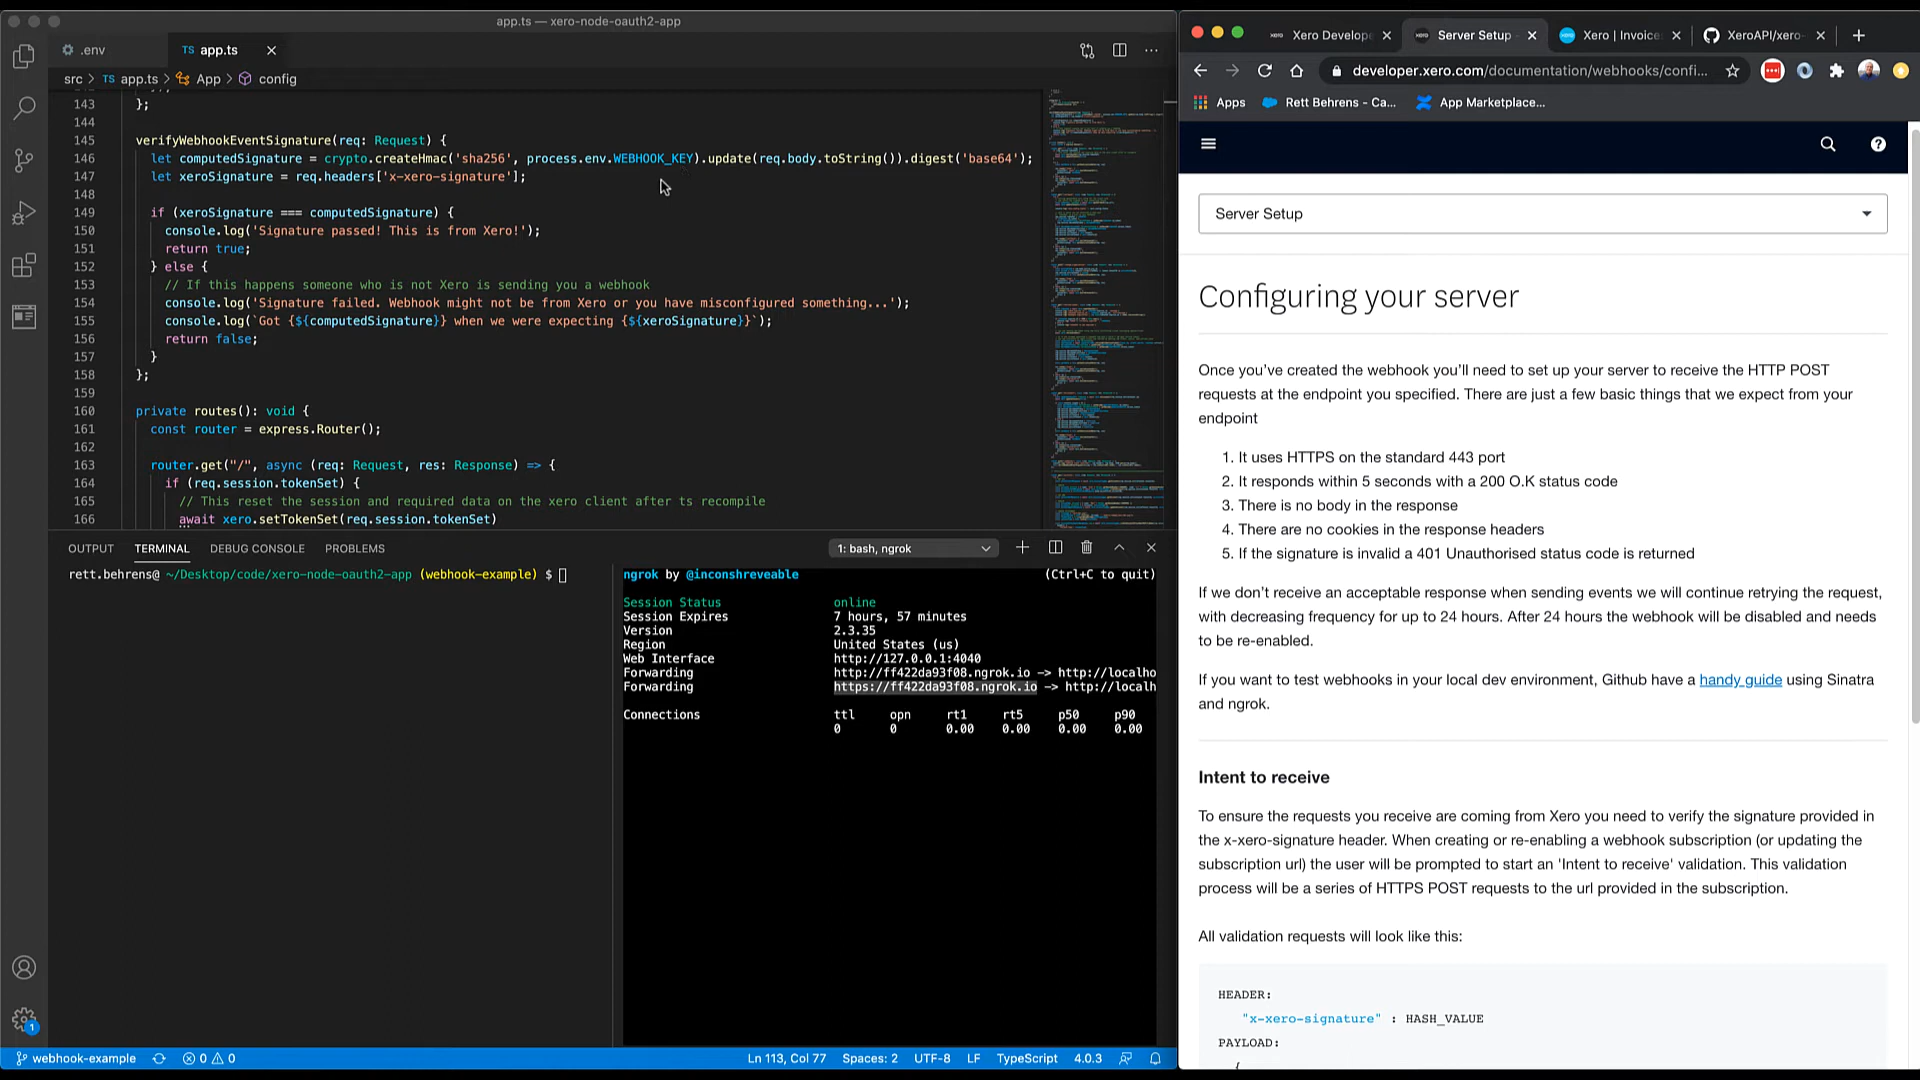 app.ts — xero-node-oauth2-app
.env
TS app.ts
src > TS app.ts > App > config
143 };
144
145 verifyWebhookEventSignature(req: Request) {
146 let computedSignature = crypto.createHmac('sha256', process.env.WEBHOOK_KEY).update(req.body.toString()).digest('base64');
147 let xeroSignature = req.headers['x-xero-signature'];
148
149 if (xeroSignature === computedSignature) {
150 console.log('Signature passed! This is from Xero!');
151 return true;
152 } else {
153 // If this happens someone who is not Xero is sending you a webhook
154 console.log('Signature failed. Webhook might not be from Xero or you have misconfigured something...');
155 console.log(`Got {${computedSignature}} when we were expecting {${xeroSignature}}`);
156 return false;
157 }
158 };
159
160 private routes(): void {
161 const router = express.Router();
162
163 router.get("/", async (req: Request, res: Response) => {
164 if (req.session.tokenSet) {
165 // This reset the session and required data on the xero client after ts recompile
166 await xero.setTokenSet(req.session.tokenSet)
OUTPUT TERMINAL DEBUG CONSOLE PROBLEMS
1: bash, ngrok
rett.behrens@ ~/Desktop/code/xero-node-oauth2-app (webhook-example) $
ngrok by @inconshreveable (Ctrl+C to quit)
Session Status online
Session Expires 7 hours, 57 minutes
Version 2.3.35
Region United States (us)
Web Interface http://127.0.0.1:4040
Forwarding http://ff422da93f08.ngrok.io -> http://localho
Forwarding https://ff422da93f08.ngrok.io -> http://localh
Connections ttl opn rt1 rt5 p50 p90
0 0 0.00 0.00 0.00 0.00
1
webhook-example 0 0 Ln 113, Col 77 Spaces: 2 UTF-8 LF TypeScript 4.0.3
Xero Develope Server Setup Xero | Invoice XeroAPI/xero-
developer.xero.com/documentation/webhooks/confi...
Apps Rett Behrens - Ca... App Marketplace...
Server Setup
Configuring your server
Once you've created the webhook you'll need to set up your server to receive the HTTP POST
requests at the endpoint you specified. There are just a few basic things that we expect from your
endpoint
1. It uses HTTPS on the standard 443 port
2. It responds within 5 seconds with a 200 O.K status code
3. There is no body in the response
4. There are no cookies in the response headers
5. If the signature is invalid a 401 Unauthorised status code is returned
If we don't receive an acceptable response when sending events we will continue retrying the request,
with decreasing frequency for up to 24 hours. After 24 hours the webhook will be disabled and needs
to be re-enabled.
If you want to test webhooks in your local dev environment, Github have a handy guide using Sinatra
and ngrok.
Intent to receive
To ensure the requests you receive are coming from Xero you need to verify the signature provided in
the x-xero-signature header. When creating or re-enabling a webhook subscription (or updating the
subscription url) the user will be prompted to start an 'Intent to receive' validation. This validation
process will be a series of HTTPS POST requests to the url provided in the subscription.
All validation requests will look like this:
HEADER:
"x-xero-signature" : HASH_VALUE
PAYLOAD:
{